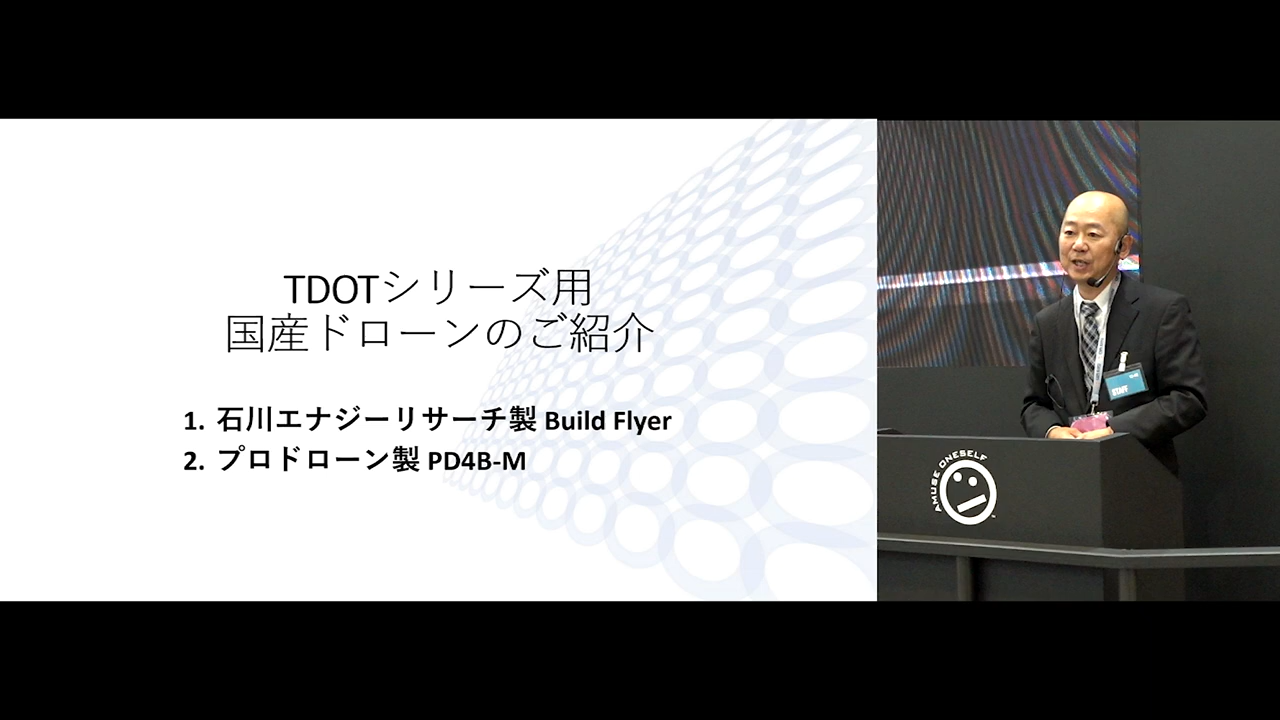 TDOTシリーズ用
国産ドローンのご紹介
1. 石川エナジーリサーチ製 Build Flyer
2. プロドローン製 PD4B-M
STAFF
AMUSE ONESELF